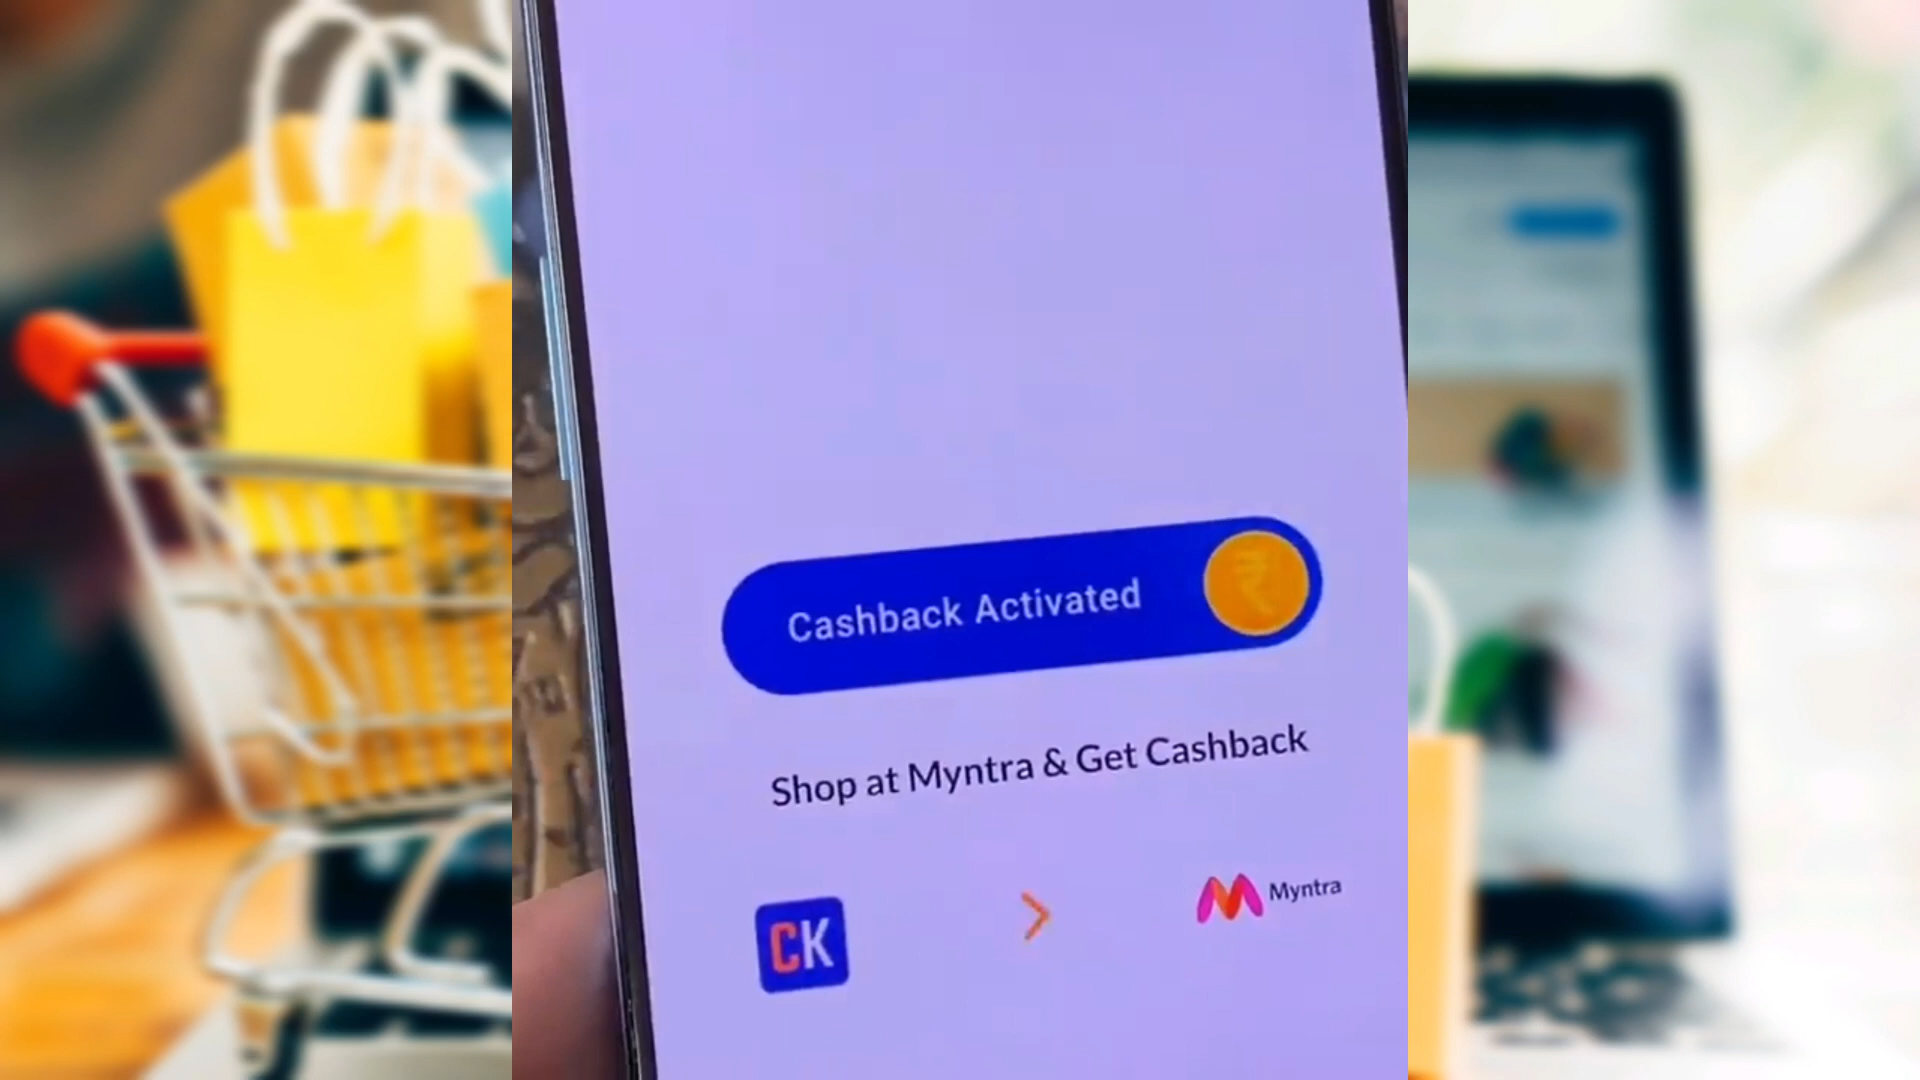 Cashback Activated
₹
Shop at Myntra & Get Cashback
CK
Myntra